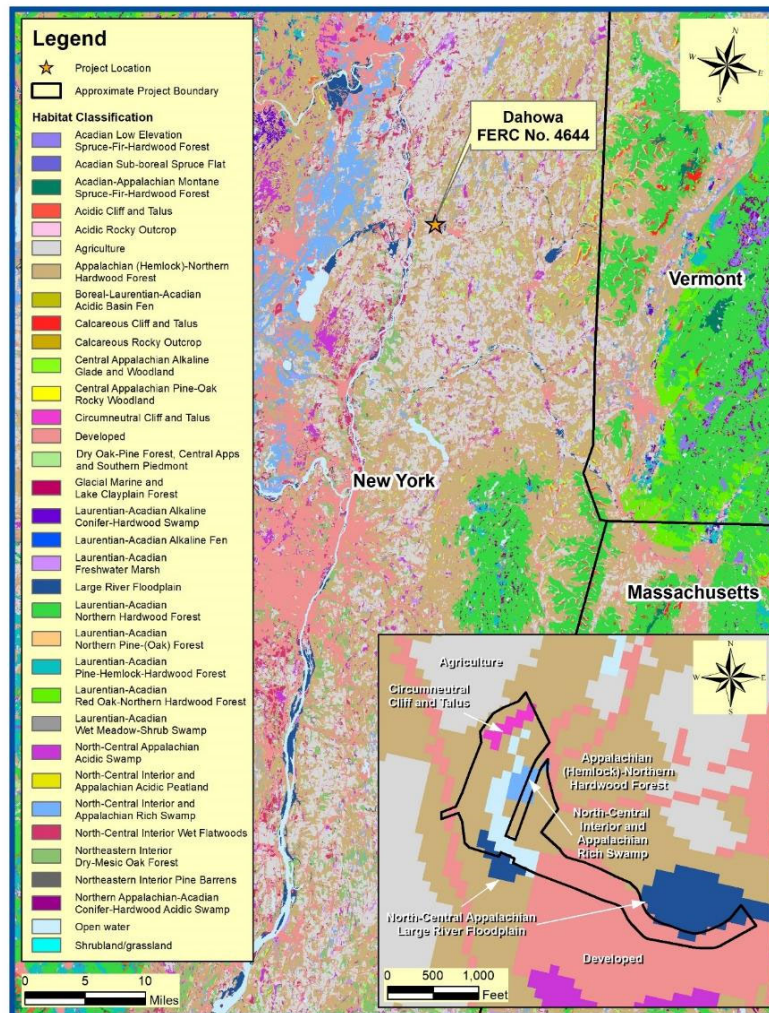 Legend
Project Location
Approximate Project Boundary
Habitat Classification
Acadian Low Elevation
Spruce-Fir-Hardwood Forest
Acadian Sub-boreal Spruce Flat
Acadian-Appalachian Montane
Spruce-Fir-Hardwood Forest
Acidic Cliff and Talus
Acidic Rocky Outcrop
Agriculture
Appalachian (Hemlock)-Northern
Hardwood Forest
Boreal-Laurentian-Acadian
Acidic Basin Fen
Calcareous Cliff and Talus
Calcareous Rocky Outcrop
Central Appalachian Alkaline
Glade and Woodland
Central Appalachian Pine-Oak
Rocky Woodland
Circumneutral Cliff and Talus
Developed
Dry Oak-Pine Forest, Central Apps
and Southern Piedmont
Glacial Marine and
Lake Clayplain Forest
Laurentian-Acadian Alkaline
Conifer-Hardwood Swamp
Laurentian-Acadian Alkaline Fen
Laurentian-Acadian
Freshwater Marsh
Large River Floodplain
Laurentian-Acadian
Northern Hardwood Forest
Laurentian-Acadian
Northern Pine-(Oak) Forest
Laurentian-Acadian
Pine-Hemlock-Hardwood Forest
Laurentian-Acadian
Red Oak-Northern Hardwood Forest
Laurentian-Acadian
Wet Meadow-Shrub Swamp
North-Central Appalachian
Acidic Swamp
North-Central Interior and
Appalachian Acidic Peatland
North-Central Interior and
Appalachian Rich Swamp
North-Central Interior Wet Flatwoods
Northeastern Interior
Dry-Mesic Oak Forest
Northeastern Interior Pine Barrens
Northern Appalachian-Acadian
Conifer-Hardwood Acidic Swamp
Open water
Shrubland/grassland
0 5 10
Miles
N
W E
S
Dahowa
FERC No. 4644
Vermont
New York
Massachusetts
N
W E
S
Agriculture
Circumneutral
Cliff and Talus
Appalachian
(Hemlock)-Northern
Hardwood Forest
North-Central
Interior and
Appalachian
Rich Swamp
North-Central Appalachian
Large River Floodplain
Developed
0 500 1,000
Feet